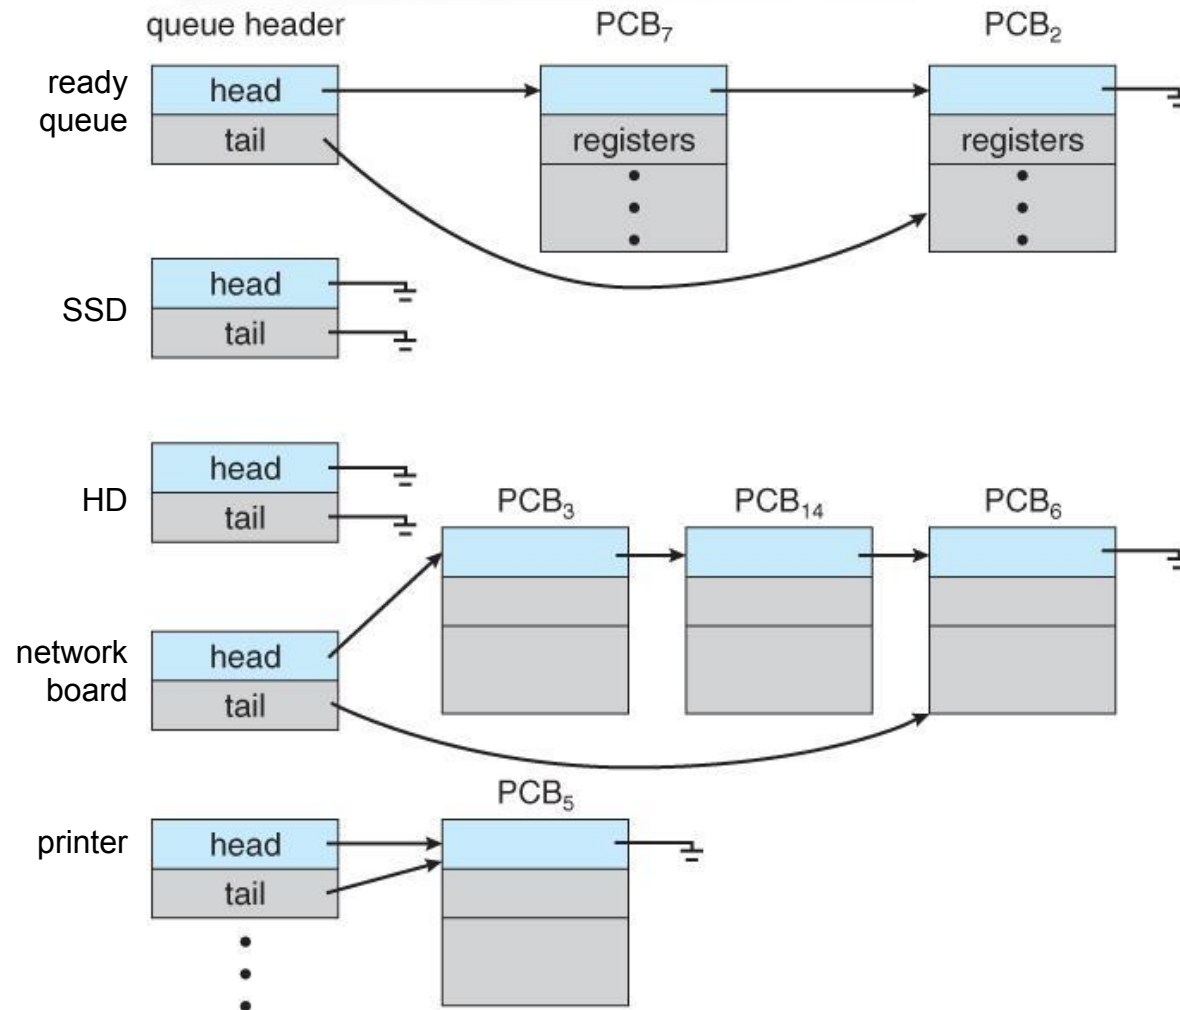 queue header
PCB₇
PCB₂
ready
queue
head
tail
registers
registers
SSD
head
tail
HD
head
tail
PCB₃
PCB₁₄
PCB₆
network
board
head
tail
PCB₅
printer
head
tail